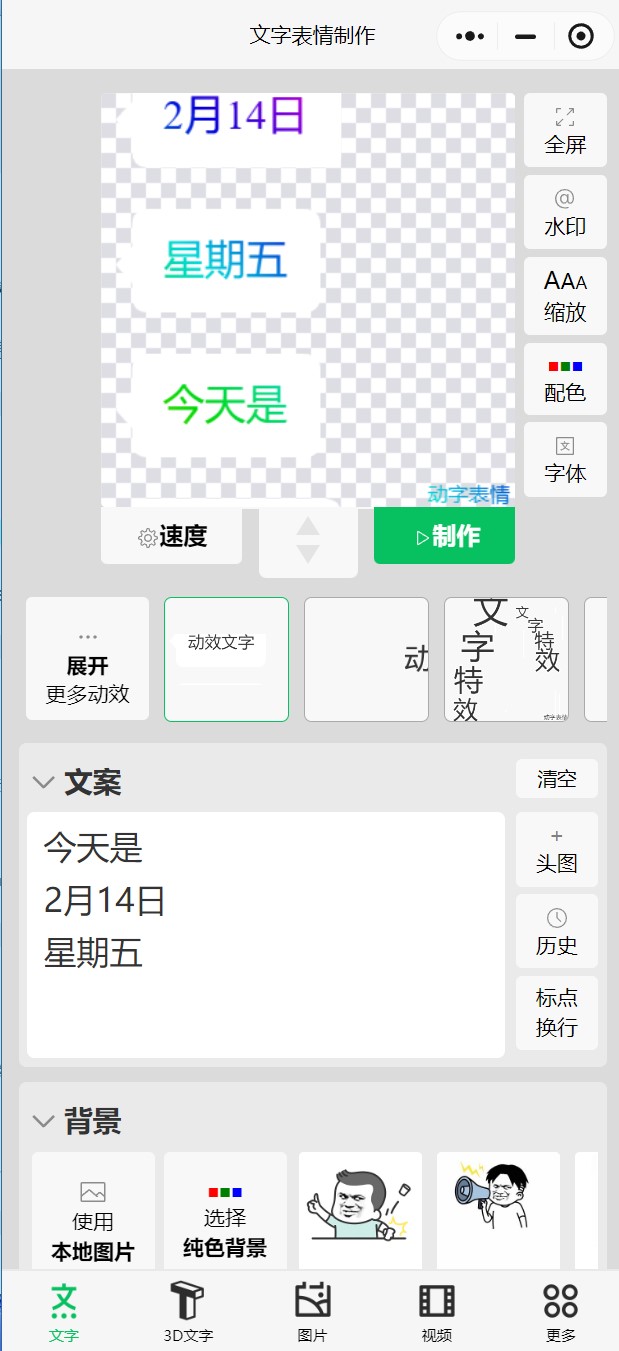 文字表情制作
2月14日
星期五
今天是
动字表情
全屏
@
水印
AAA
缩放
配色
文
字体
速度
制作
展开
更多动效
动效文字
动
文字特效
文字特效
文案
清空
今天是
2月14日
星期五
+
头图
历史
标点
换行
背景
使用
本地图片
选择
纯色背景
文
文字
3D文字
图片
视频
更多